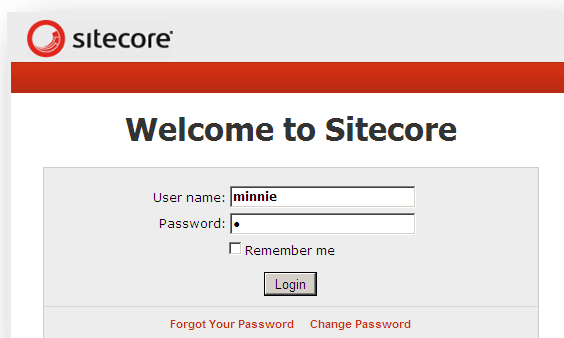 sitecore
Welcome to Sitecore
User name: minnie
Password: •
Remember me
Login
Forgot Your Password Change Password